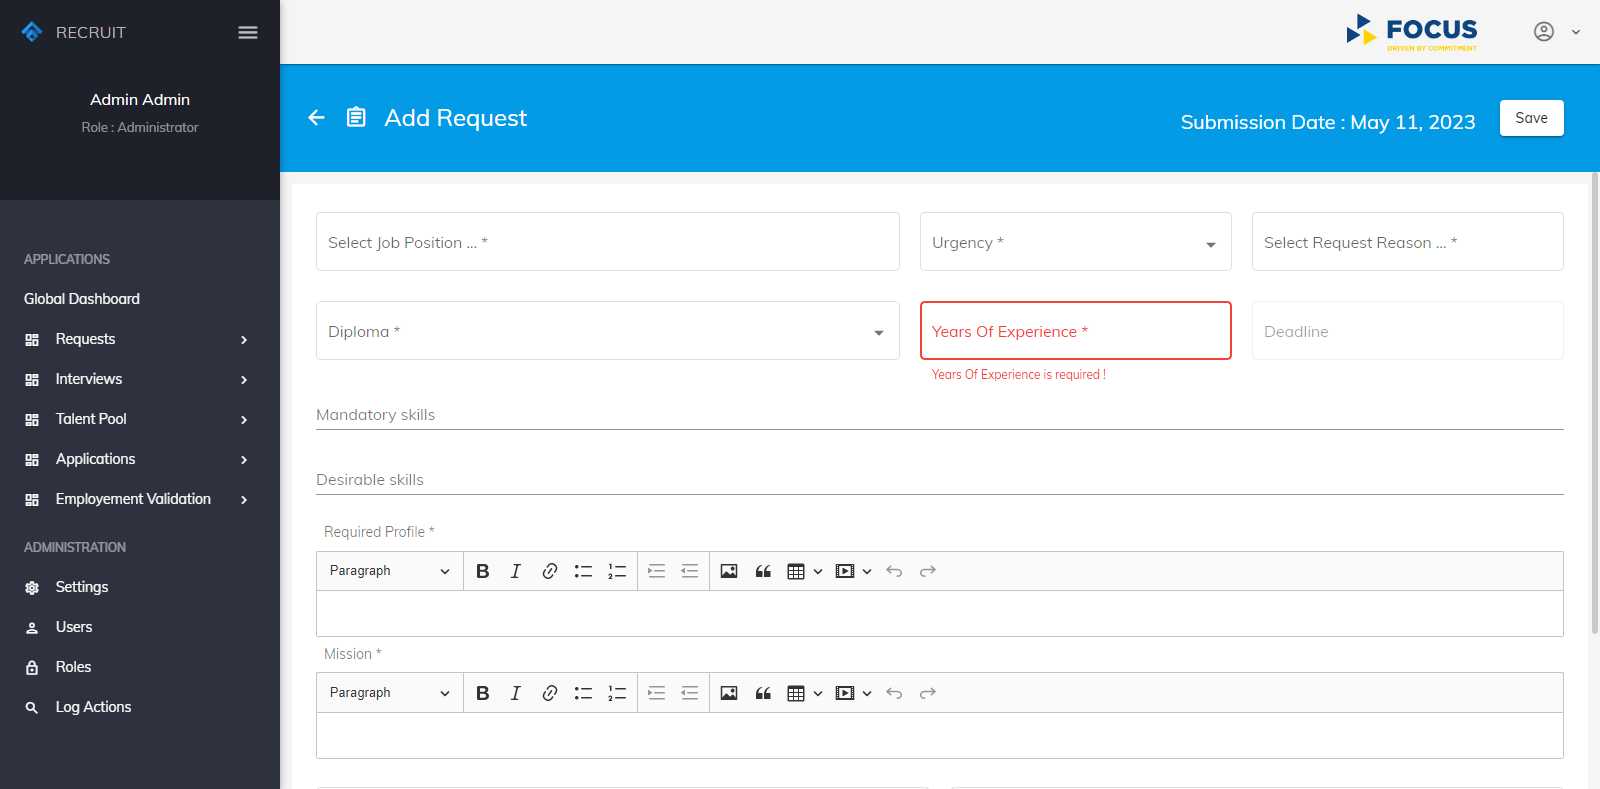 RECRUIT
Admin Admin
Role : Administrator
APPLICATIONS
Global Dashboard
Requests
Interviews
Talent Pool
Applications
Employement Validation
ADMINISTRATION
Settings
Users
Roles
Log Actions
FOCUS
DRIVEN BY COMMITMENT
Add Request
Submission Date : May 11, 2023
Save
Select Job Position ... *
Urgency *
Select Request Reason ... *
Diploma *
Years Of Experience *
Deadline
Years Of Experience is required !
Mandatory skills
Desirable skills
Required Profile *
Paragraph
Mission *
Paragraph